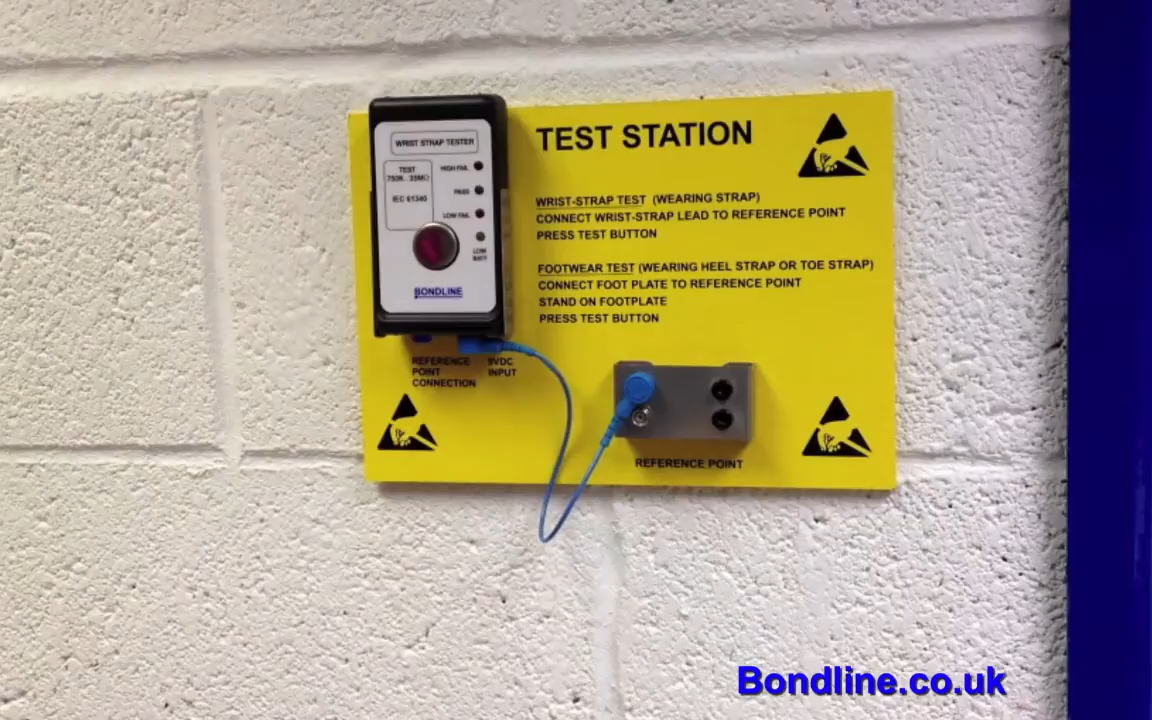 WRIST STRAP TESTER
TEST
750K - 35MΩ
IEC 61340
HIGH FAIL
PASS
LOW FAIL
LOW
BATT
BONDLINE
TEST STATION
WRIST-STRAP TEST (WEARING STRAP)
CONNECT WRIST-STRAP LEAD TO REFERENCE POINT
PRESS TEST BUTTON
FOOTWEAR TEST (WEARING HEEL STRAP OR TOE STRAP)
CONNECT FOOT PLATE TO REFERENCE POINT
STAND ON FOOTPLATE
PRESS TEST BUTTON
REFERENCE
POINT
CONNECTION
9VDC
INPUT
REFERENCE POINT
Bondline.co.uk